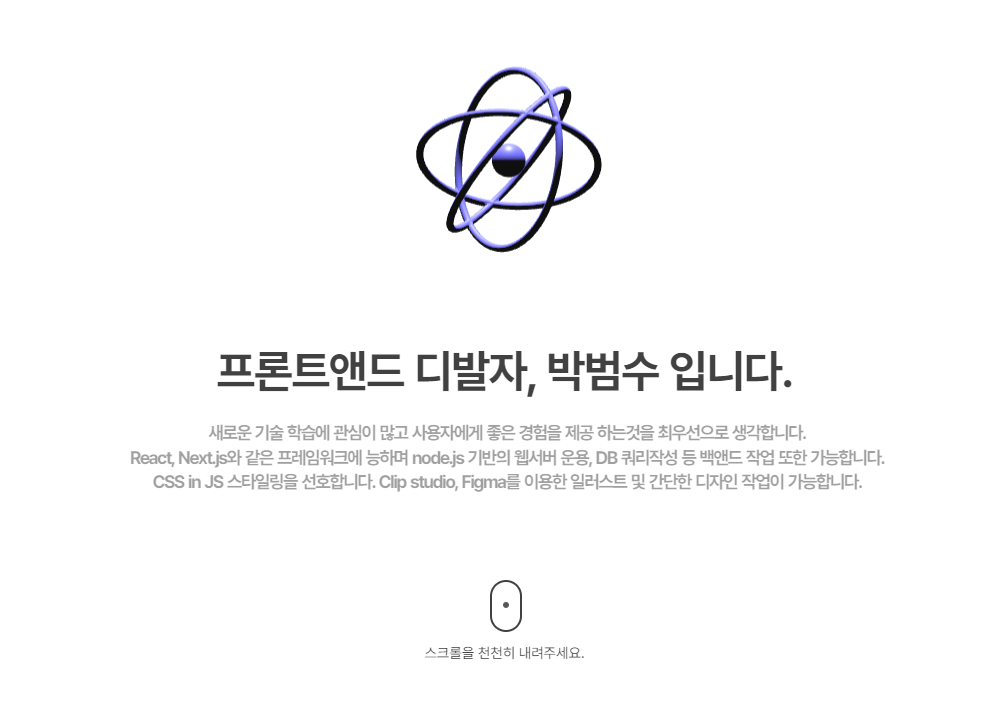 프론트앤드 디발자, 박범수 입니다.
새로운 기술 학습에 관심이 많고 사용자에게 좋은 경험을 제공 하는것을 최우선으로 생각합니다.
React, Next.js와 같은 프레임워크에 능하며 node.js 기반의 웹서버 운용, DB 쿼리작성 등 백앤드 작업 또한 가능합니다.
CSS in JS 스타일링을 선호합니다. Clip studio, Figma를 이용한 일러스트 및 간단한 디자인 작업이 가능합니다.
스크롤을 천천히 내려주세요.